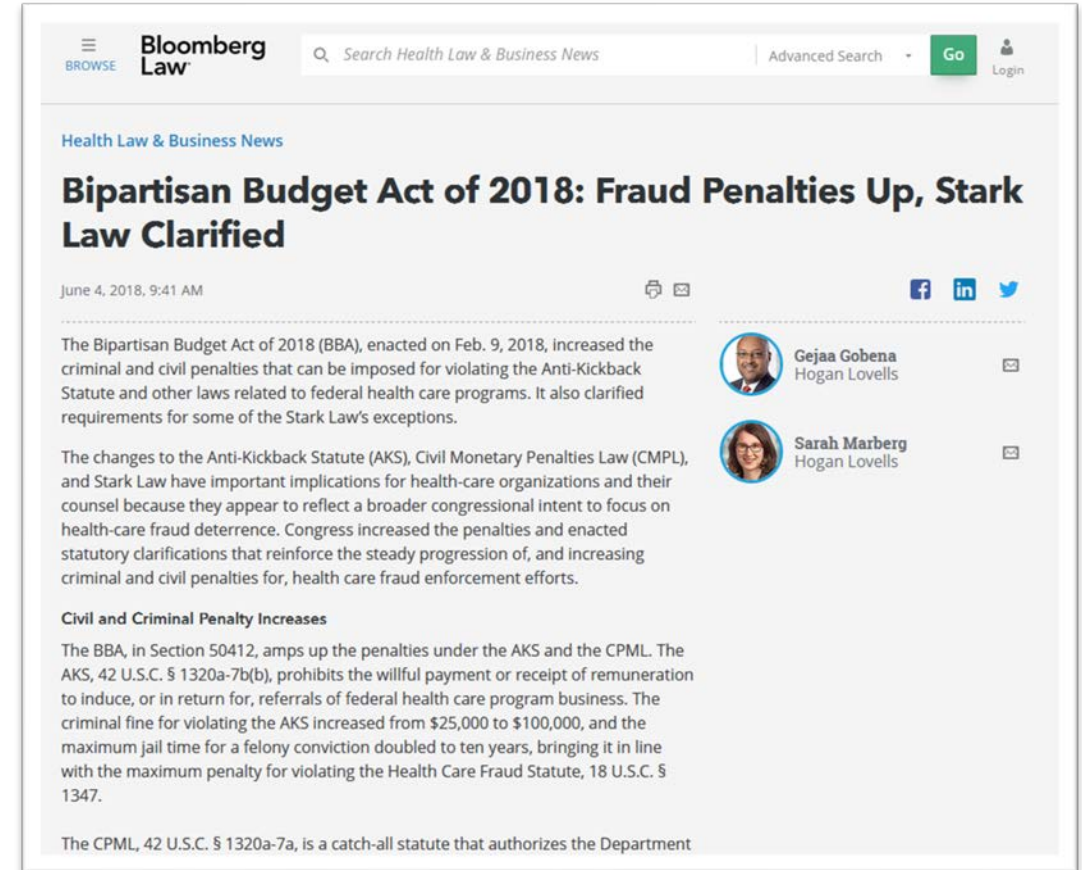 BROWSE
Bloomberg
Law
Search Health Law & Business News
Advanced Search
Go
Login
Health Law & Business News
Bipartisan Budget Act of 2018: Fraud Penalties Up, Stark
Law Clarified
June 4, 2018, 9:41 AM
The Bipartisan Budget Act of 2018 (BBA), enacted on Feb. 9, 2018, increased the
criminal and civil penalties that can be imposed for violating the Anti-Kickback
Statute and other laws related to federal health care programs. It also clarified
requirements for some of the Stark Law's exceptions.
The changes to the Anti-Kickback Statute (AKS), Civil Monetary Penalties Law (CMPL),
and Stark Law have important implications for health-care organizations and their
counsel because they appear to reflect a broader congressional intent to focus on
health-care fraud deterrence. Congress increased the penalties and enacted
statutory clarifications that reinforce the steady progression of, and increasing
criminal and civil penalties for, health care fraud enforcement efforts.
Civil and Criminal Penalty Increases
The BBA, in Section 50412, amps up the penalties under the AKS and the CPML. The
AKS, 42 U.S.C. § 1320a-7b(b), prohibits the willful payment or receipt of remuneration
to induce, or in return for, referrals of federal health care program business. The
criminal fine for violating the AKS increased from $25,000 to $100,000, and the
maximum jail time for a felony conviction doubled to ten years, bringing it in line
with the maximum penalty for violating the Health Care Fraud Statute, 18 U.S.C. §
1347.
The CPML, 42 U.S.C. § 1320a-7a, is a catch-all statute that authorizes the Department
Gejaa Gobena
Hogan Lovells
Sarah Marberg
Hogan Lovells